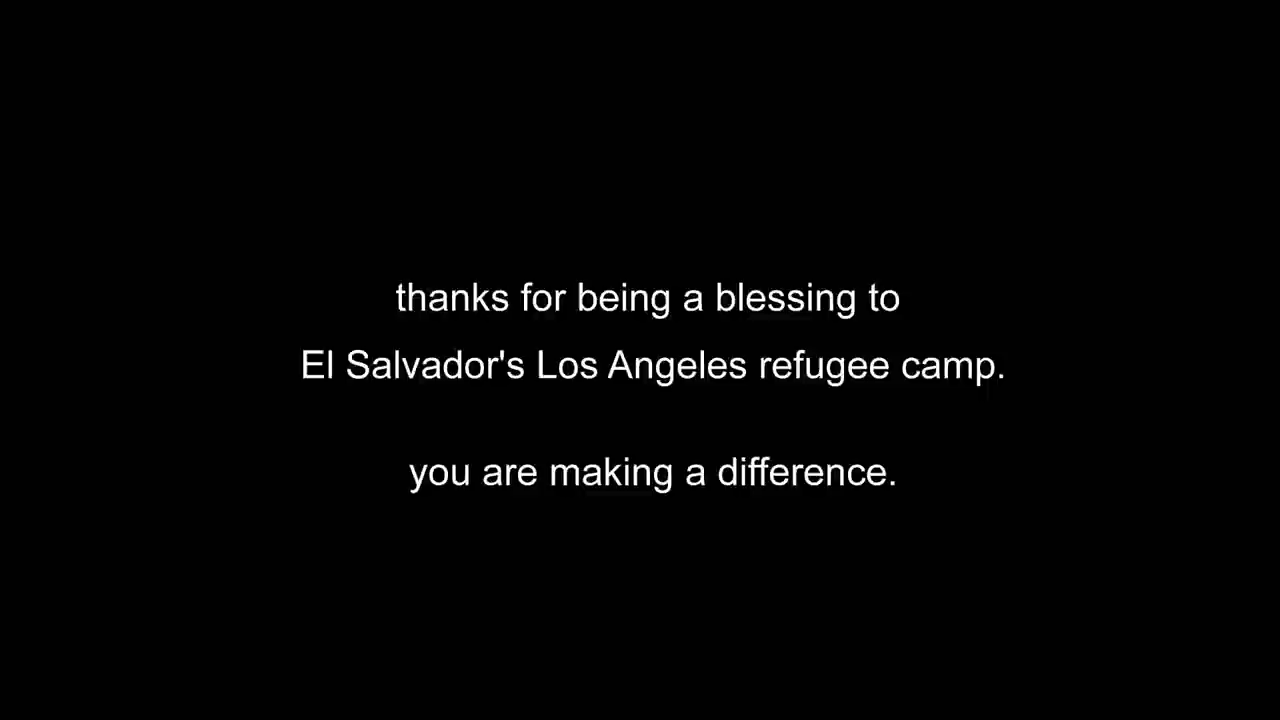 thanks for being a blessing to
El Salvador's Los Angeles refugee camp.
you are making a difference.